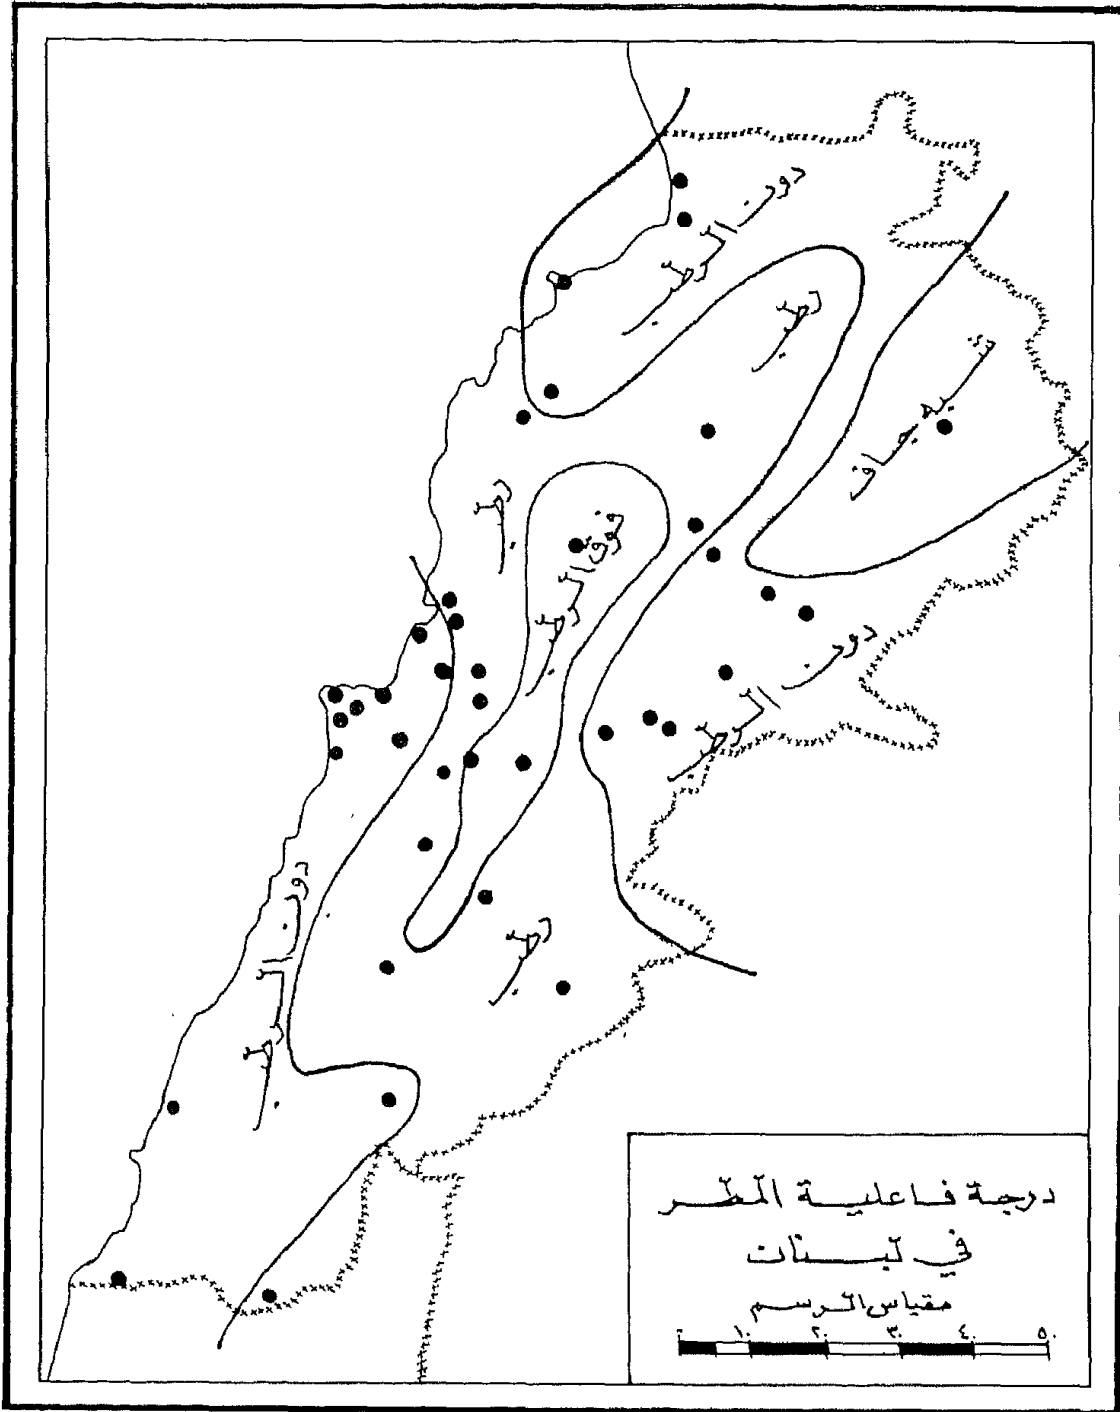 دون الرطب
رطب
شبه جاف
رطب
فوق الرطب
دون الرطب
دون الرطب
رطب
درجة فاعلية المطر
في لبنان
مقياس الرسم
٠ ١٠ ٢٠ ٣٠ ٤٠ ٥٠